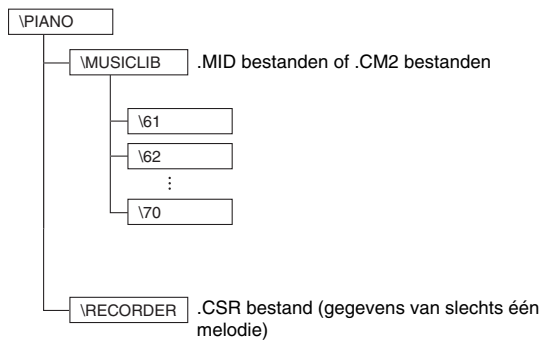 \PIANO
\MUSICLIB .MID bestanden of .CM2 bestanden
\61
\62
⋮
\70
\RECORDER .CSR bestand (gegevens van slechts één
melodie)